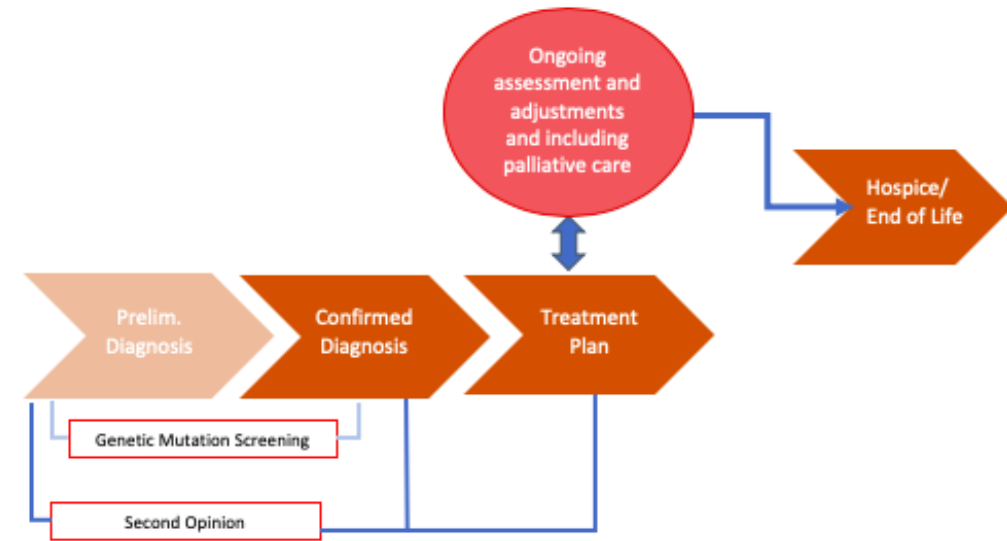 Ongoing
assessment and
adjustments
and including
palliative care
Hospice/
End of Life
Prelim.
Diagnosis
Confirmed
Diagnosis
Treatment
Plan
Genetic Mutation Screening
Second Opinion